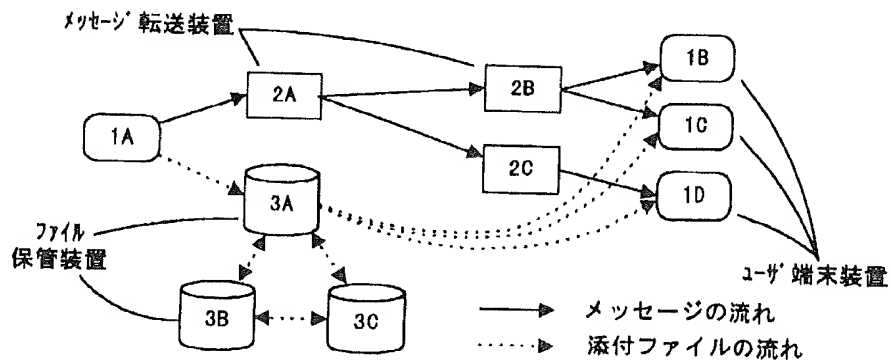 メッセージ転送装置
1A
2A
2B
2C
1B
1C
1D
3A
3B
3C
ファイル
保管装置
ユーザ端末装置
メッセージの流れ
添付ファイルの流れ